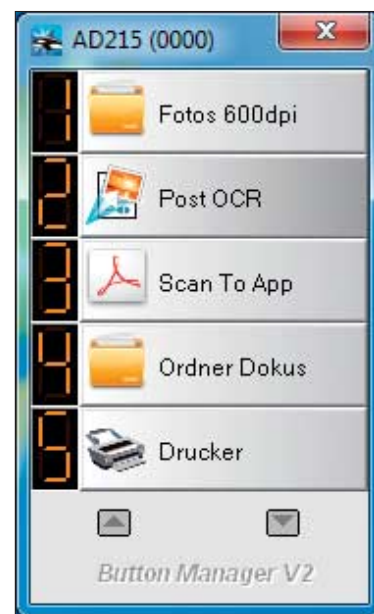 AD215 (0000)
1 Fotos 600dpi
2 Post OCR
3 Scan To App
4 Ordner Dokus
5 Drucker
Button Manager V2